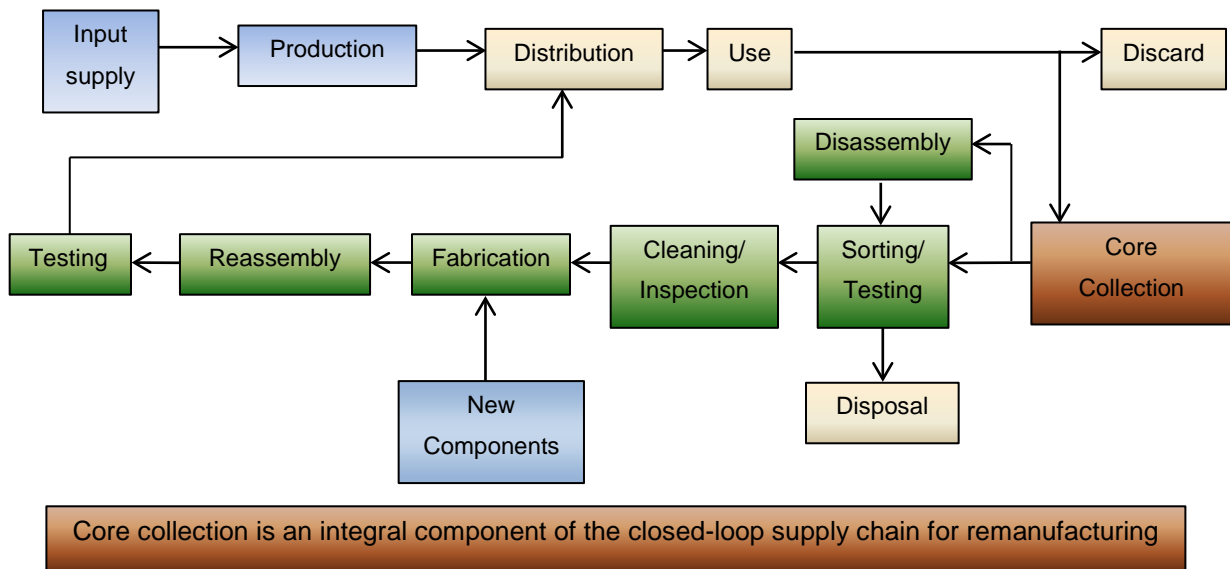 Input
supply
Production
Distribution
Use
Discard
Disassembly
Testing
Reassembly
Fabrication
Cleaning/
Inspection
Sorting/
Testing
Core
Collection
New
Components
Disposal
Core collection is an integral component of the closed-loop supply chain for remanufacturing